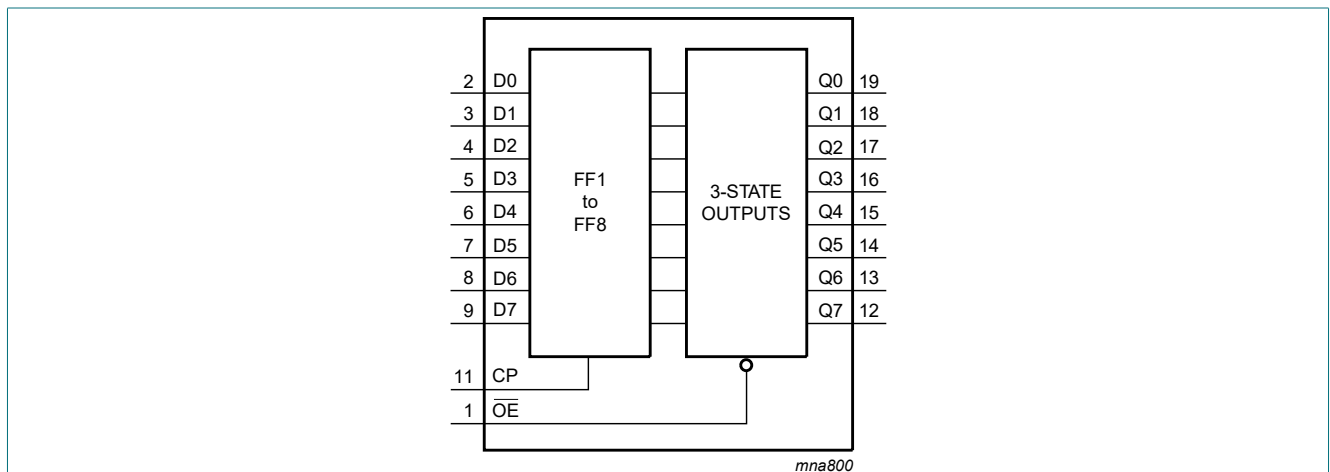 2 D0 Q0 19
3 D1 Q1 18
4 D2 Q2 17
5 D3 Q3 16
6 D4 Q4 15
7 D5 Q5 14
8 D6 Q6 13
9 D7 Q7 12
FF1
to
FF8
3-STATE
OUTPUTS
11 CP
1 O̅E̅
mna800